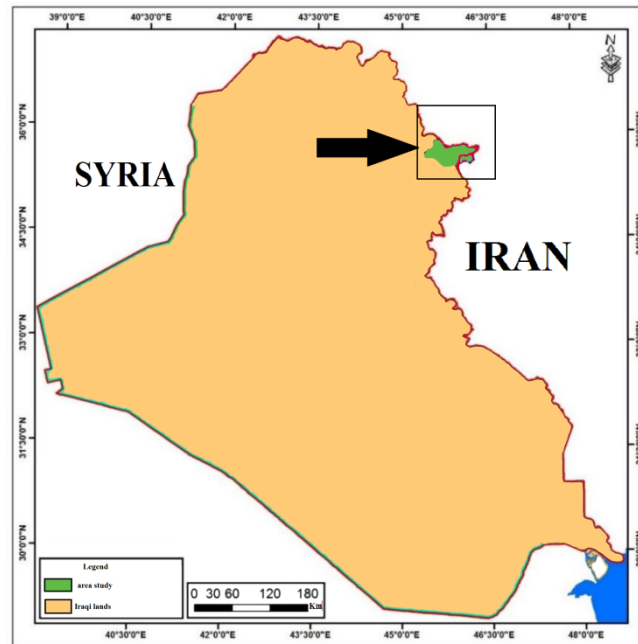 39°0'0"E 40°30'0"E 42°0'0"E 43°30'0"E 45°0'0"E 46°30'0"E 48°0'0"E
N
36°0'0"N
SYRIA
34°30'0"N
IRAN
33°0'0"N
31°30'0"N
30°0'0"N
Legend
area study
Iraqi lands
0 30 60 120 180
Km
40°30'0"E 42°0'0"E 43°30'0"E 45°0'0"E 46°30'0"E 48°0'0"E